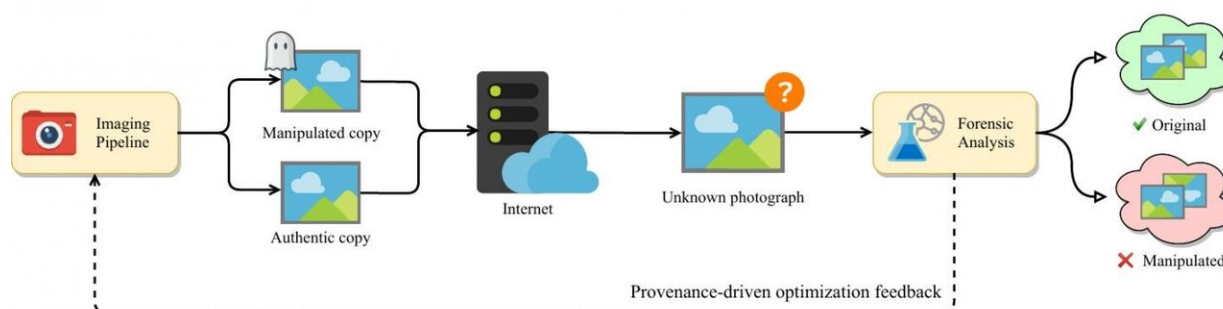 Imaging
Pipeline
Manipulated copy
Authentic copy
Internet
?
Unknown photograph
Forensic
Analysis
Original
Manipulated
Provenance-driven optimization feedback